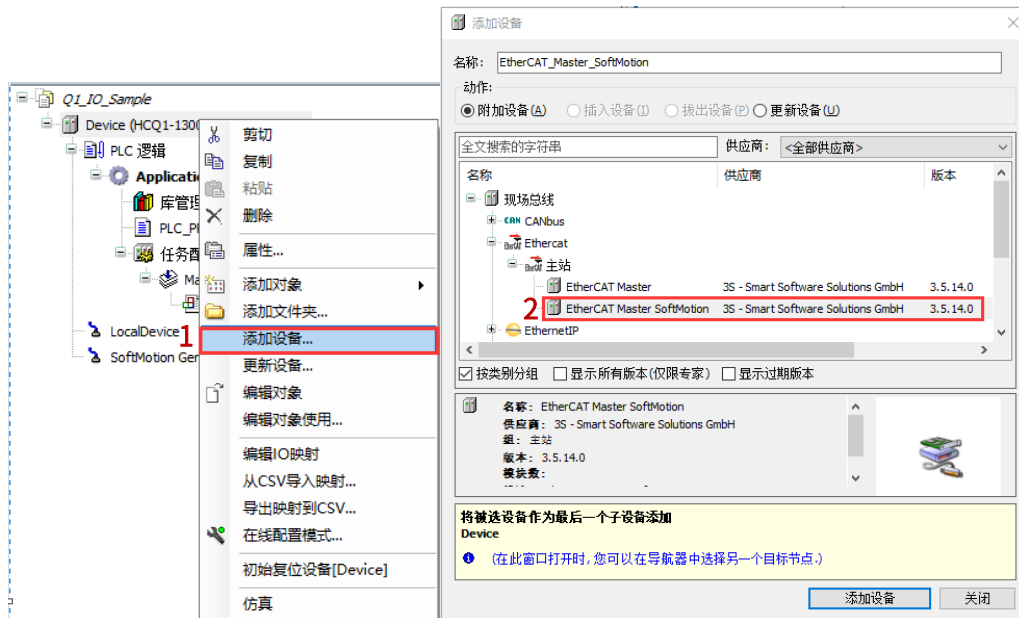 Q1_IO_Sample
Device (HCQ1-1300
PLC 逻辑
Applicati
库管理
PLC_P
任务配
Ma
LocalDevice
SoftMotion Ger
1
剪切
复制
粘贴
删除
属性...
添加对象
添加文件夹...
添加设备...
更新设备...
编辑对象
编辑对象使用...
编辑IO映射
从CSV导入映射...
导出映射到CSV...
在线配置模式...
初始复位设备[Device]
仿真
添加设备
名称: EtherCAT_Master_SoftMotion
动作:
附加设备(A) 插入设备(I) 拔出设备(P) 更新设备(U)
全文搜索的字符串 供应商: <全部供应商>
名称 供应商 版本
现场总线
CAN CANbus
EtherCAT Ethercat
EtherCAT 主站
EtherCAT Master 3S - Smart Software Solutions GmbH 3.5.14.0
2 EtherCAT Master SoftMotion 3S - Smart Software Solutions GmbH 3.5.14.0
EthernetIP
按类别分组 显示所有版本(仅限专家) 显示过期版本
名称: EtherCAT Master SoftMotion
供应商: 3S - Smart Software Solutions GmbH
组: 主站
版本: 3.5.14.0
模块数:
将被选设备作为最后一个子设备添加
Device
(在此窗口打开时,您可以在导航器中选择另一个目标节点.)
添加设备 关闭